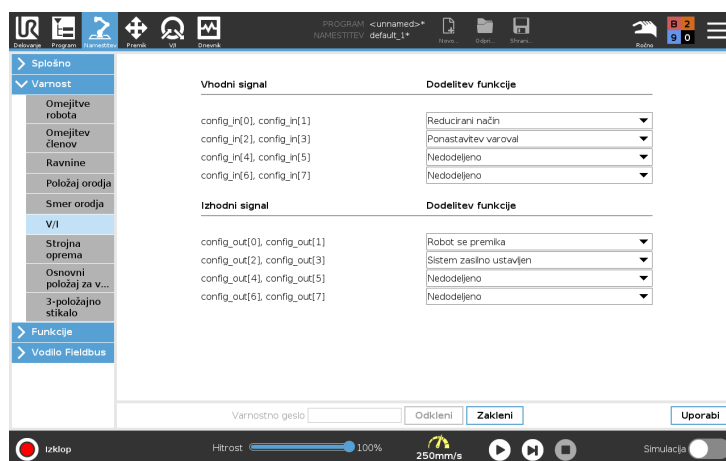 PROGRAM <unnamed>*
NAMESTITEV default_1*
UR
Delovanje Program Namestitev Premik V/I Dnevnik Novo... Odpri... Shrani... Ročno
B 2
9 0
Splošno
Varnost
Omejitve robota
Omejitev členov
Ravnine
Položaj orodja
Smer orodja
V/I
Strojna oprema
Osnovni položaj za v...
3-položajno stikalo
Funkcije
Vodilo Fieldbus
Vhodni signal Dodelitev funkcije
config_in[0], config_in[1] Reducirani način
config_in[2], config_in[3] Ponastavitev varoval
config_in[4], config_in[5] Nedodeljeno
config_in[6], config_in[7] Nedodeljeno
Izhodni signal Dodelitev funkcije
config_out[0], config_out[1] Robot se premika
config_out[2], config_out[3] Sistem zasilno ustavljen
config_out[4], config_out[5] Nedodeljeno
config_out[6], config_out[7] Nedodeljeno
Varnostno geslo Odkleni Zakleni Uporabi
Izklop Hitrost 100% 250mm/s Simulacija